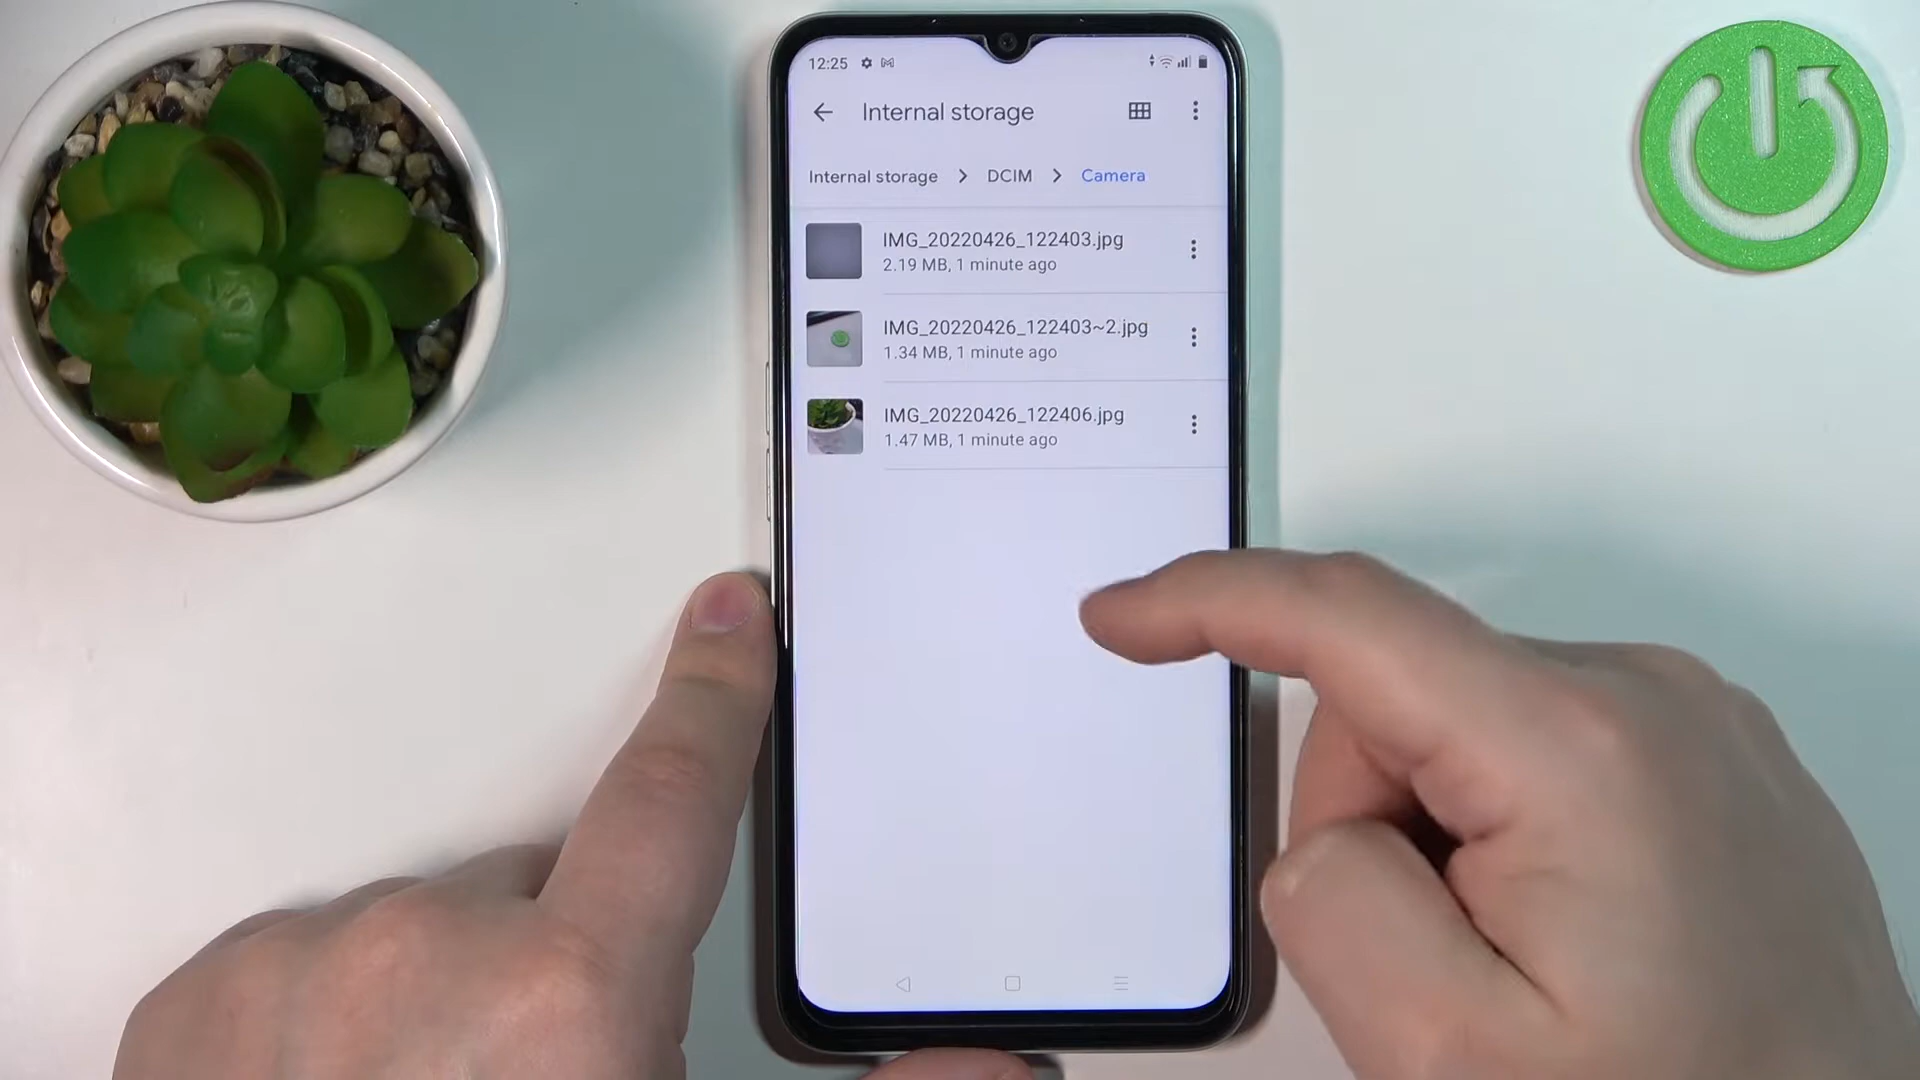 12:25
Internal storage
Internal storage > DCIM > Camera
IMG_20220426_122403.jpg
2.19 MB, 1 minute ago
IMG_20220426_122403~2.jpg
1.34 MB, 1 minute ago
IMG_20220426_122406.jpg
1.47 MB, 1 minute ago